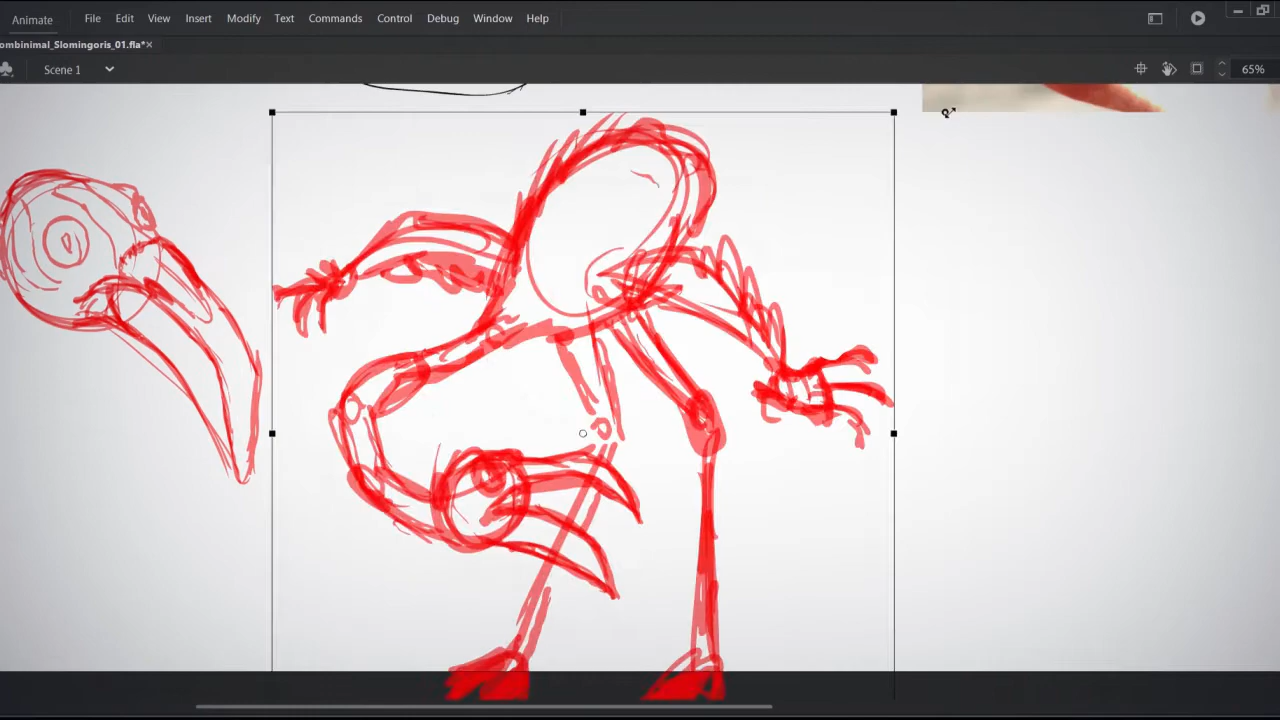 Animate File Edit View Insert Modify Text Commands Control Debug Window Help
ombinimal_Slomingoris_01.fla*
Scene 1 65%